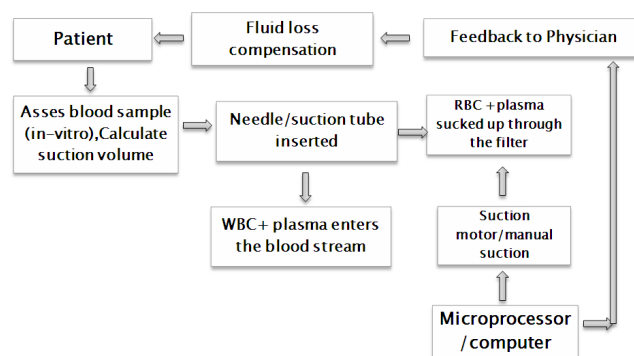 Patient
Fluid loss
compensation
Feedback to Physician
Asses blood sample
(in-vitro),Calculate
suction volume
Needle/suction tube
inserted
RBC +plasma
sucked up through
the filter
WBC+ plasma enters
the blood stream
Suction
motor/manual
suction
Microprocessor
/computer